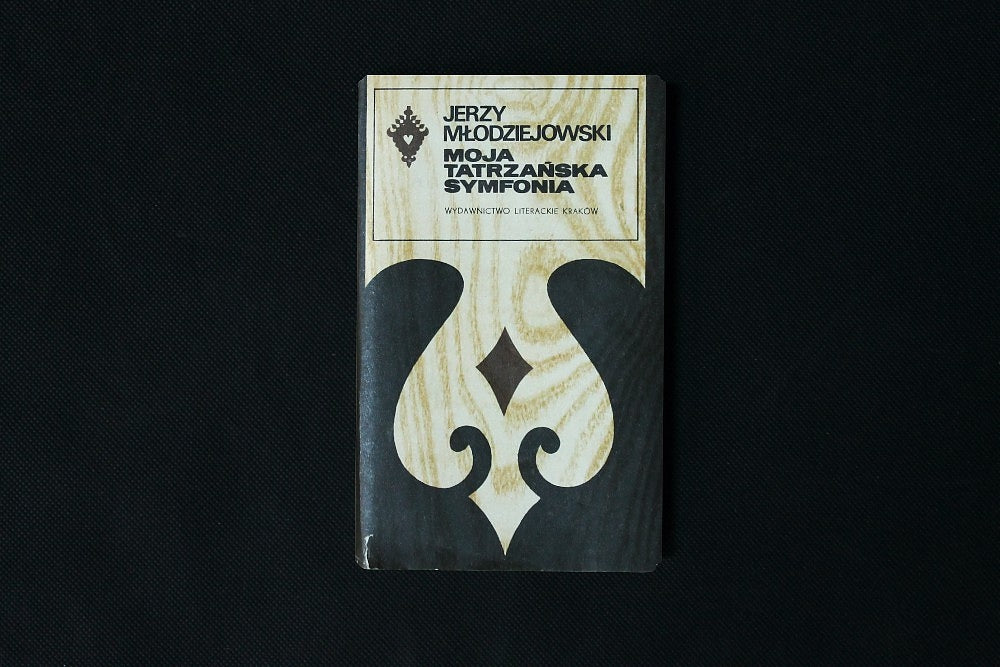 JERZY
MŁODZIEJOWSKI
MOJA
TATRZAŃSKA
SYMFONIA
WYDAWNICTWO LITERACKIE KRAKÓW